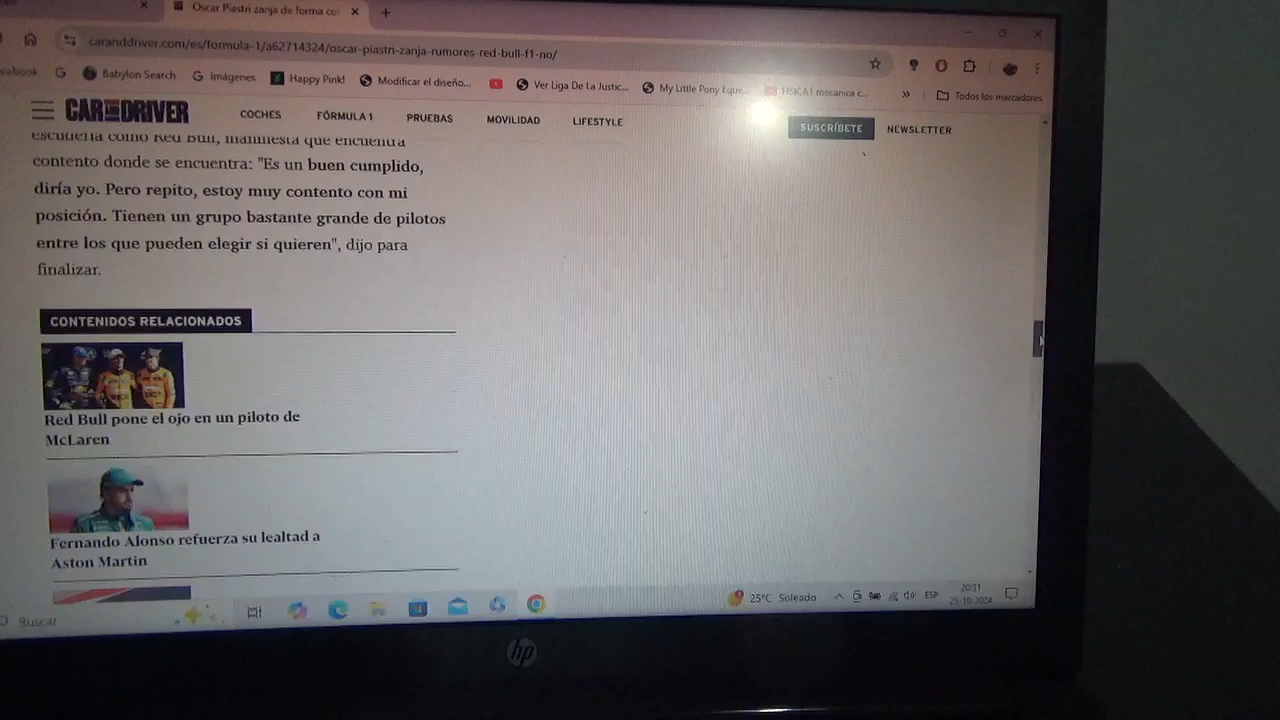 Oscar Piastri zanja de forma co
caranddriver.com/es/formula-1/a62714324/oscar-piastri-zanja-rumores-red-bull-f1-no/
cebook
Babylon Search
Imágenes
Happy Pink!
Modificar el diseño...
Ver Liga De La Justic...
My Little Pony Eque...
FISICA1 mecanica c...
»
Todos los marcadores
CAR AND DRIVER
COCHES
FÓRMULA 1
PRUEBAS
MOVILIDAD
LIFESTYLE
SUSCRÍBETE
NEWSLETTER
escudería como Red Bull, manifiesta que encuentra
contento donde se encuentra: "Es un buen cumplido,
diría yo. Pero repito, estoy muy contento con mi
posición. Tienen un grupo bastante grande de pilotos
entre los que pueden elegir si quieren", dijo para
finalizar.
CONTENIDOS RELACIONADOS
Red Bull pone el ojo en un piloto de
McLaren
Fernando Alonso refuerza su lealtad a
Aston Martin
Buscar
25°C Soleado
ESP
20:31
25-10-2024
hp